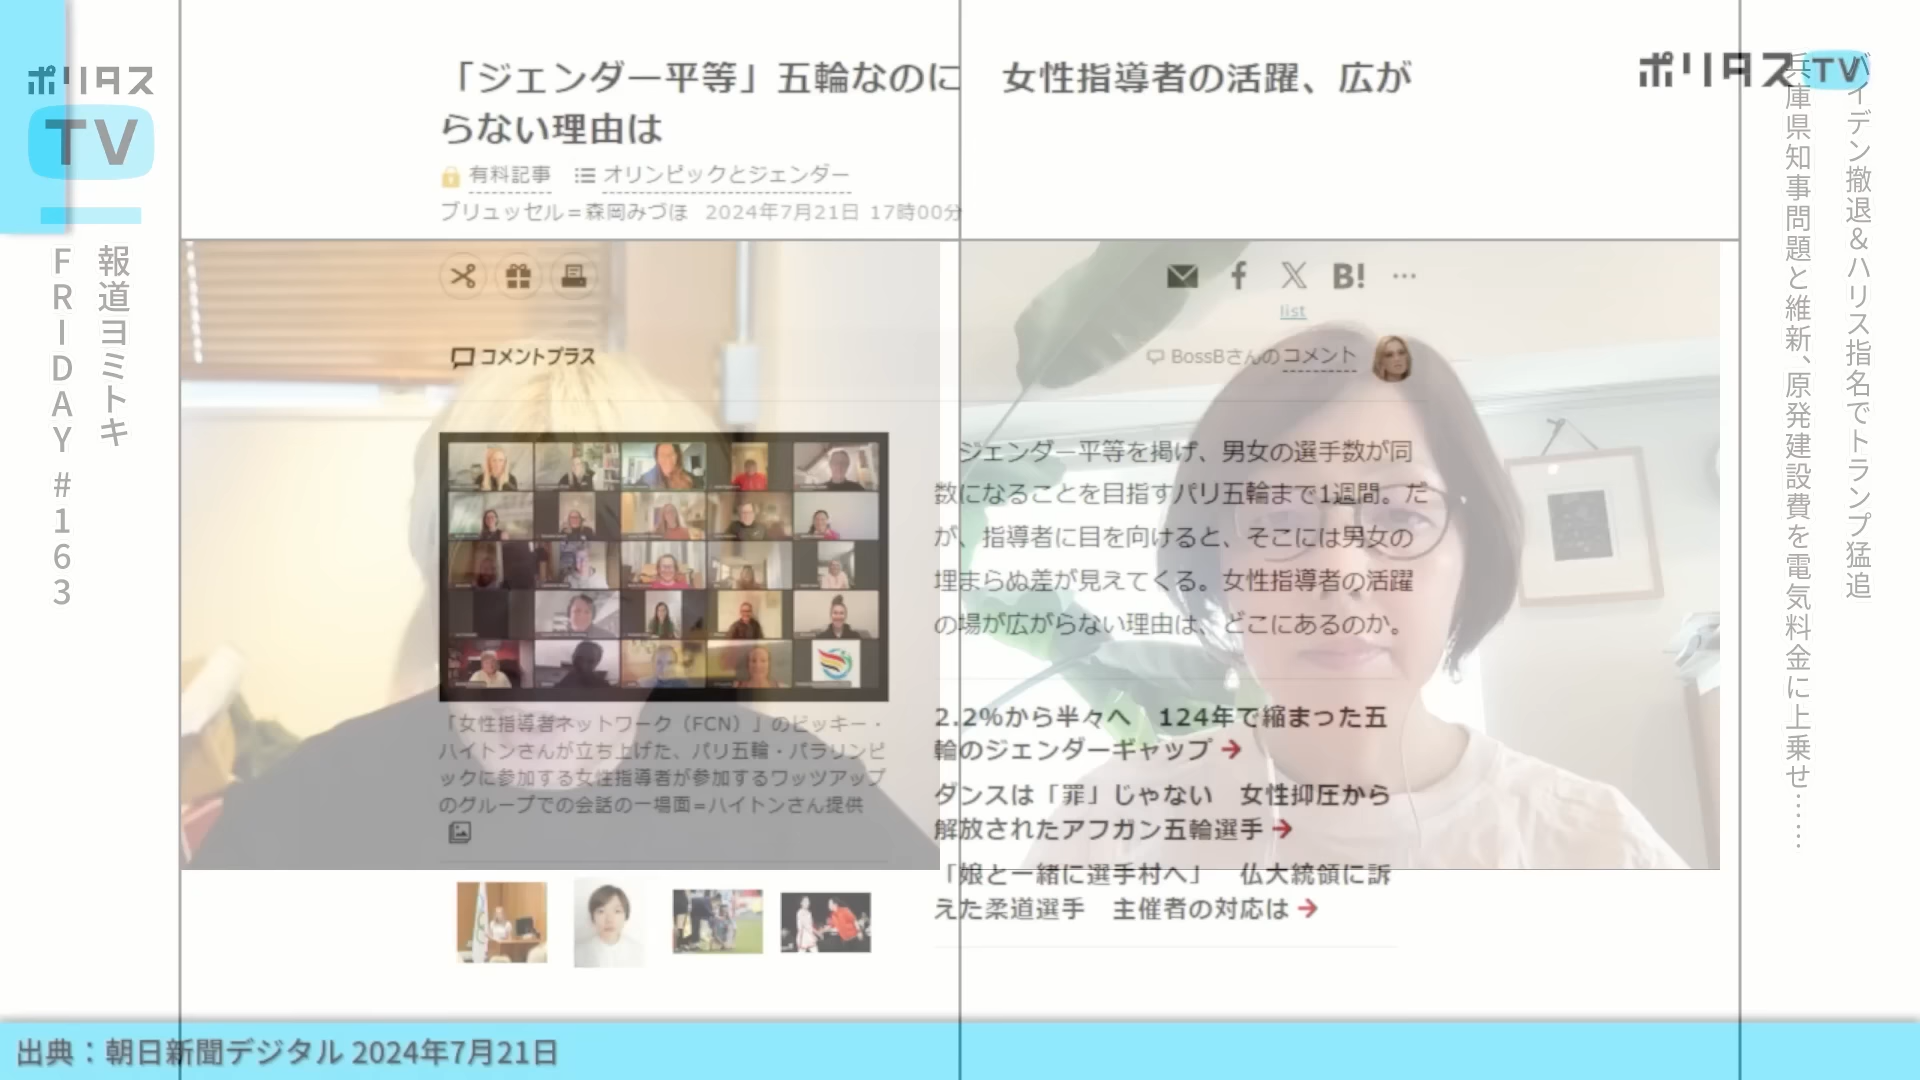 ポリタス
TV
報道ヨミトキ
FRIDAY #163
「ジェンダー平等」五輪なのに　女性指導者の活躍、広が
らない理由は
有料記事
オリンピックとジェンダー
ブリュッセル=森岡みづほ 2024年7月21日 17時00分
list
コメントプラス
BossBさんのコメント
「女性指導者ネットワーク（FCN）」のビッキー・
ハイトンさんが立ち上げた、パリ五輪・パラリンピ
ックに参加する女性指導者が参加するワッツアップ
のグループでの会話の一場面=ハイトンさん提供
ジェンダー平等を掲げ、男女の選手数が同
数になることを目指すパリ五輪まで1週間。だ
が、指導者に目を向けると、そこには男女の
埋まらぬ差が見えてくる。女性指導者の活躍
の場が広がらない理由は、どこにあるのか。
2.2%から半々へ　124年で縮まった五
輪のジェンダーギャップ
ダンスは「罪」じゃない　女性抑圧から
解放されたアフガン五輪選手
「娘と一緒に選手村へ」　仏大統領に訴
えた柔道選手　主催者の対応は
ポリタスTV
バイデン撤退&ハリス指名でトランプ猛追
兵庫県知事問題と維新、原発建設費を電気料金に上乗せ……
出典：朝日新聞デジタル 2024年7月21日